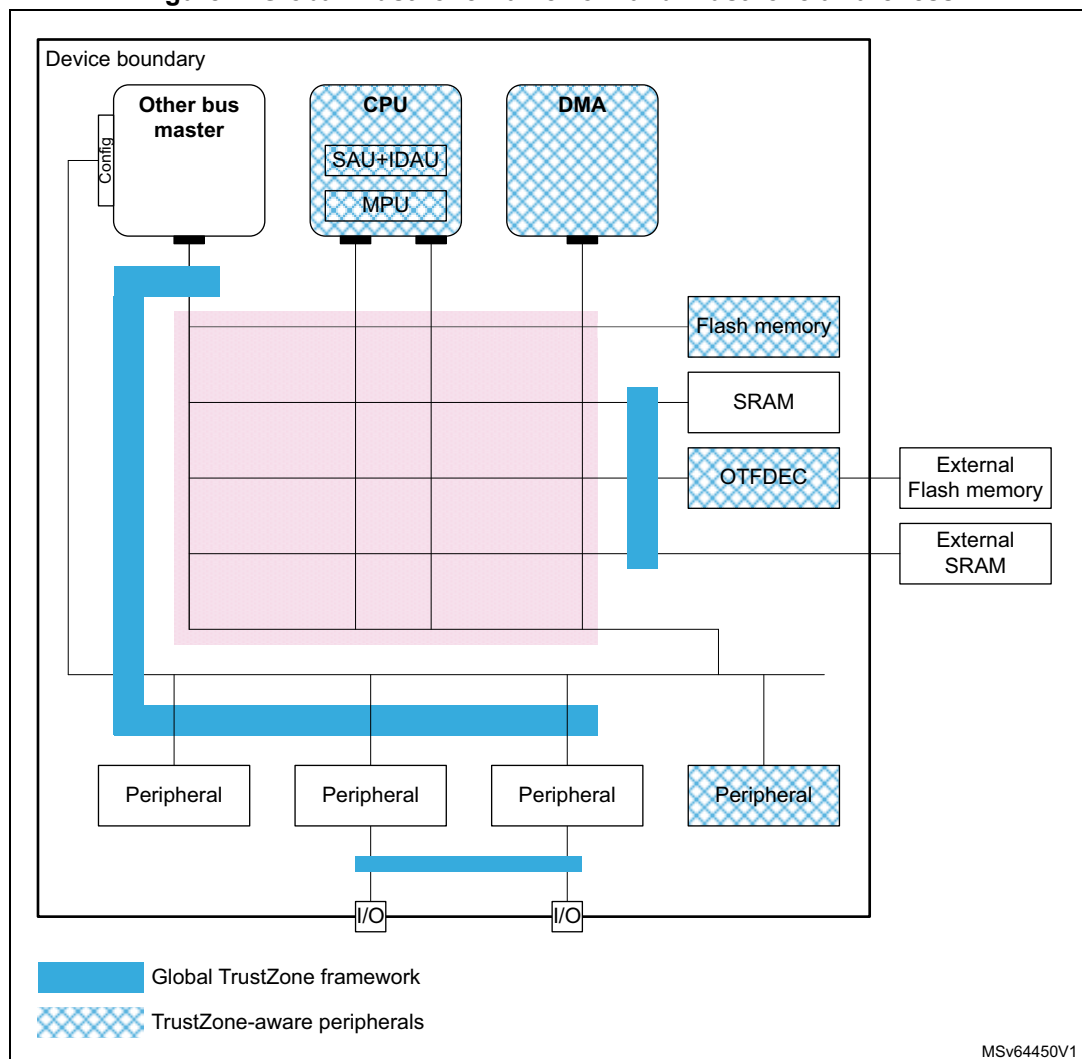 Device boundary
Other bus
master
Config
CPU
SAU+IDAU
MPU
DMA
Flash memory
SRAM
OTFDEC
External
Flash memory
External
SRAM
Peripheral
Peripheral
Peripheral
Peripheral
I/O
I/O
Global TrustZone framework
TrustZone-aware peripherals
MSv64450V1